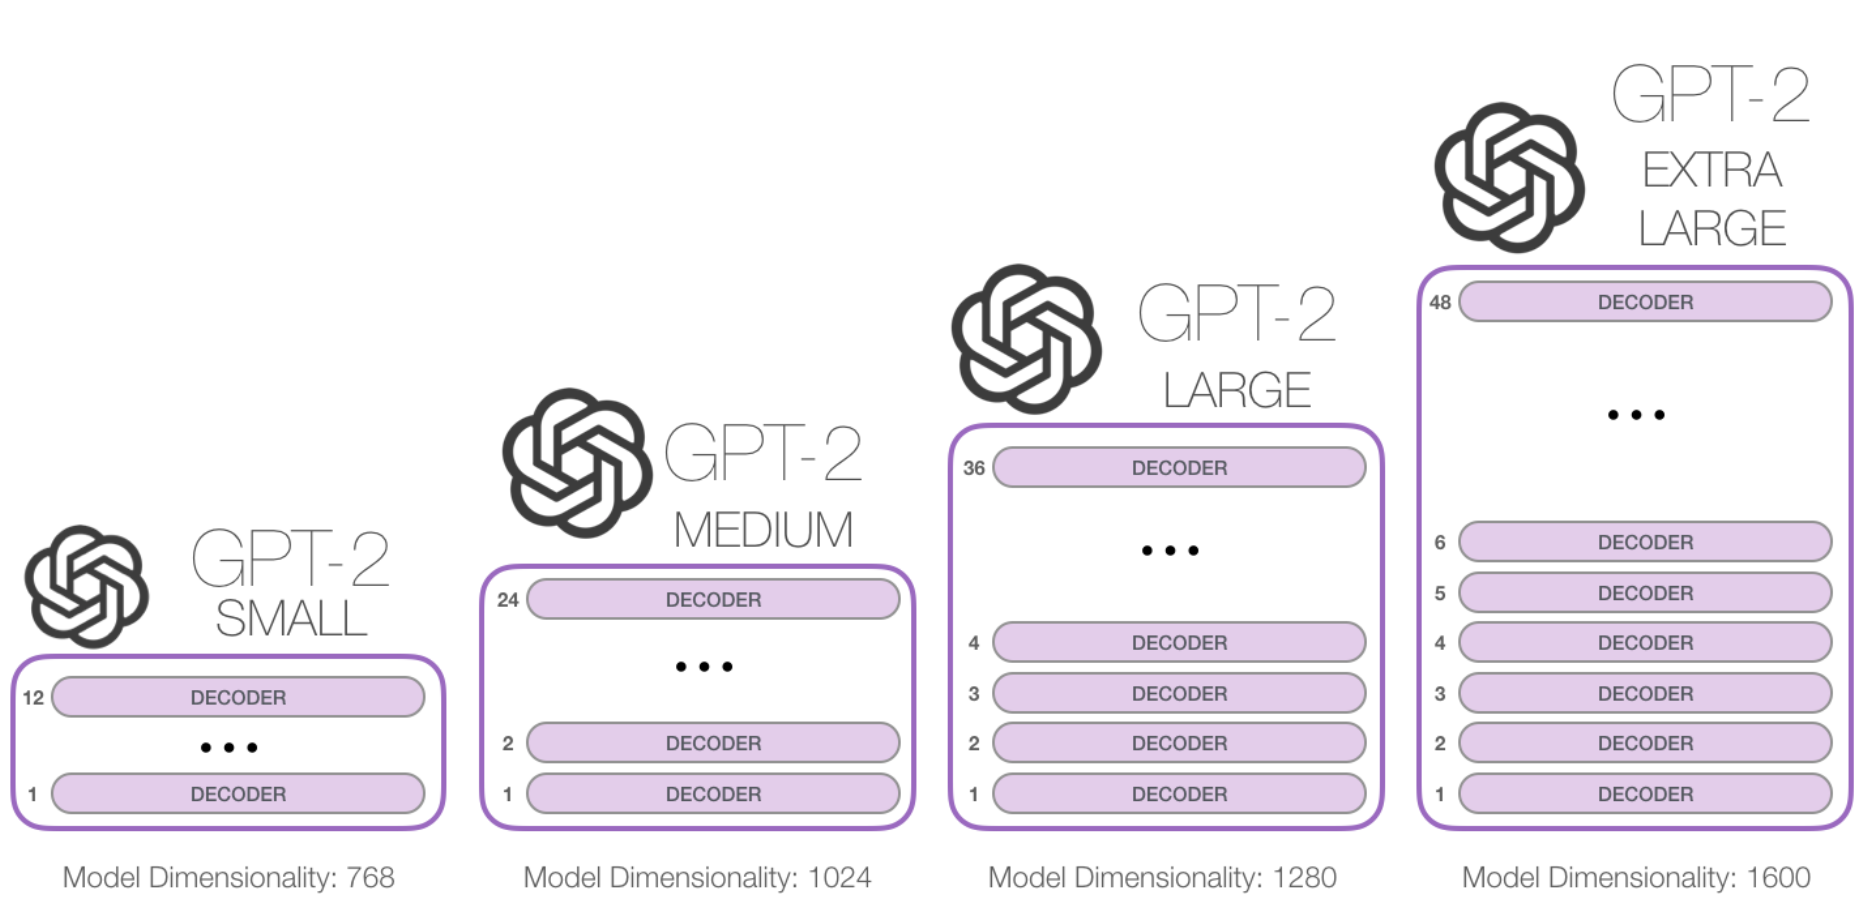 GPT-2
SMALL
12 DECODER
...
1 DECODER
Model Dimensionality: 768
GPT-2
MEDIUM
24 DECODER
...
2 DECODER
1 DECODER
Model Dimensionality: 1024
GPT-2
LARGE
36 DECODER
...
4 DECODER
3 DECODER
2 DECODER
1 DECODER
Model Dimensionality: 1280
GPT-2
EXTRA
LARGE
48 DECODER
...
6 DECODER
5 DECODER
4 DECODER
3 DECODER
2 DECODER
1 DECODER
Model Dimensionality: 1600